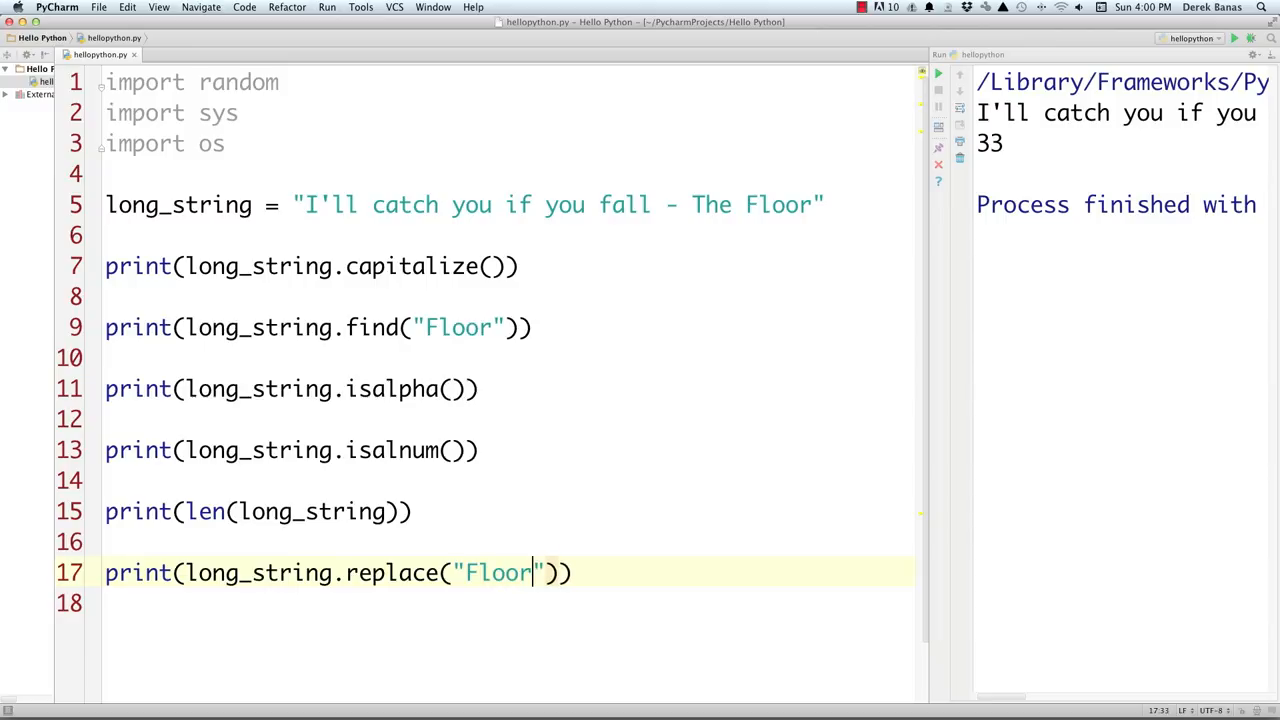 PyCharm File Edit View Navigate Code Refactor Run Tools VCS Window Help 10 Sun 4:00 PM Derek Banas
hellopython.py – Hello Python – [~/PycharmProjects/Hello Python]
Hello Python hellopython.py hellopython
hellopython.py Run hellopython
Hello P
hell
Extern
1 import random
2 import sys
3 import os
4
5 long_string = "I'll catch you if you fall - The Floor"
6
7 print(long_string.capitalize())
8
9 print(long_string.find("Floor"))
10
11 print(long_string.isalpha())
12
13 print(long_string.isalnum())
14
15 print(len(long_string))
16
17 print(long_string.replace("Floor"))
18
/Library/Frameworks/Py
I'll catch you if you
33
Process finished with
17:33 LF UTF-8